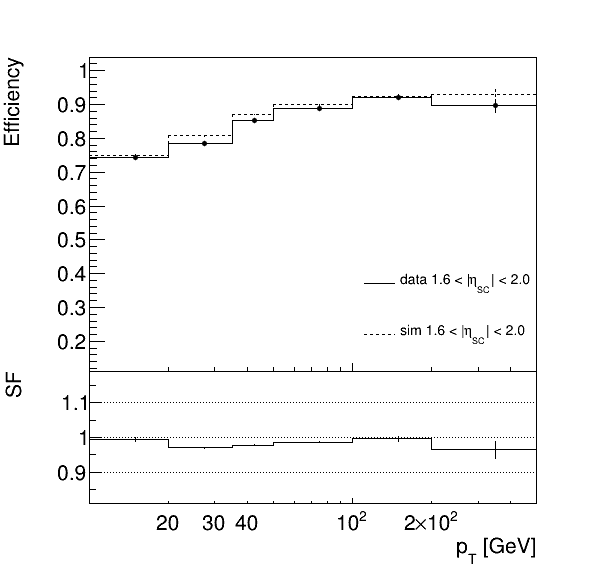 Efficiency
1
0.9
0.8
0.7
0.6
0.5
0.4
0.3
0.2
data 1.6 < |η_SC| < 2.0
sim 1.6 < |η_SC| < 2.0
SF
1.1
1
0.9
20 30 40 10² 2×10²
p_T [GeV]